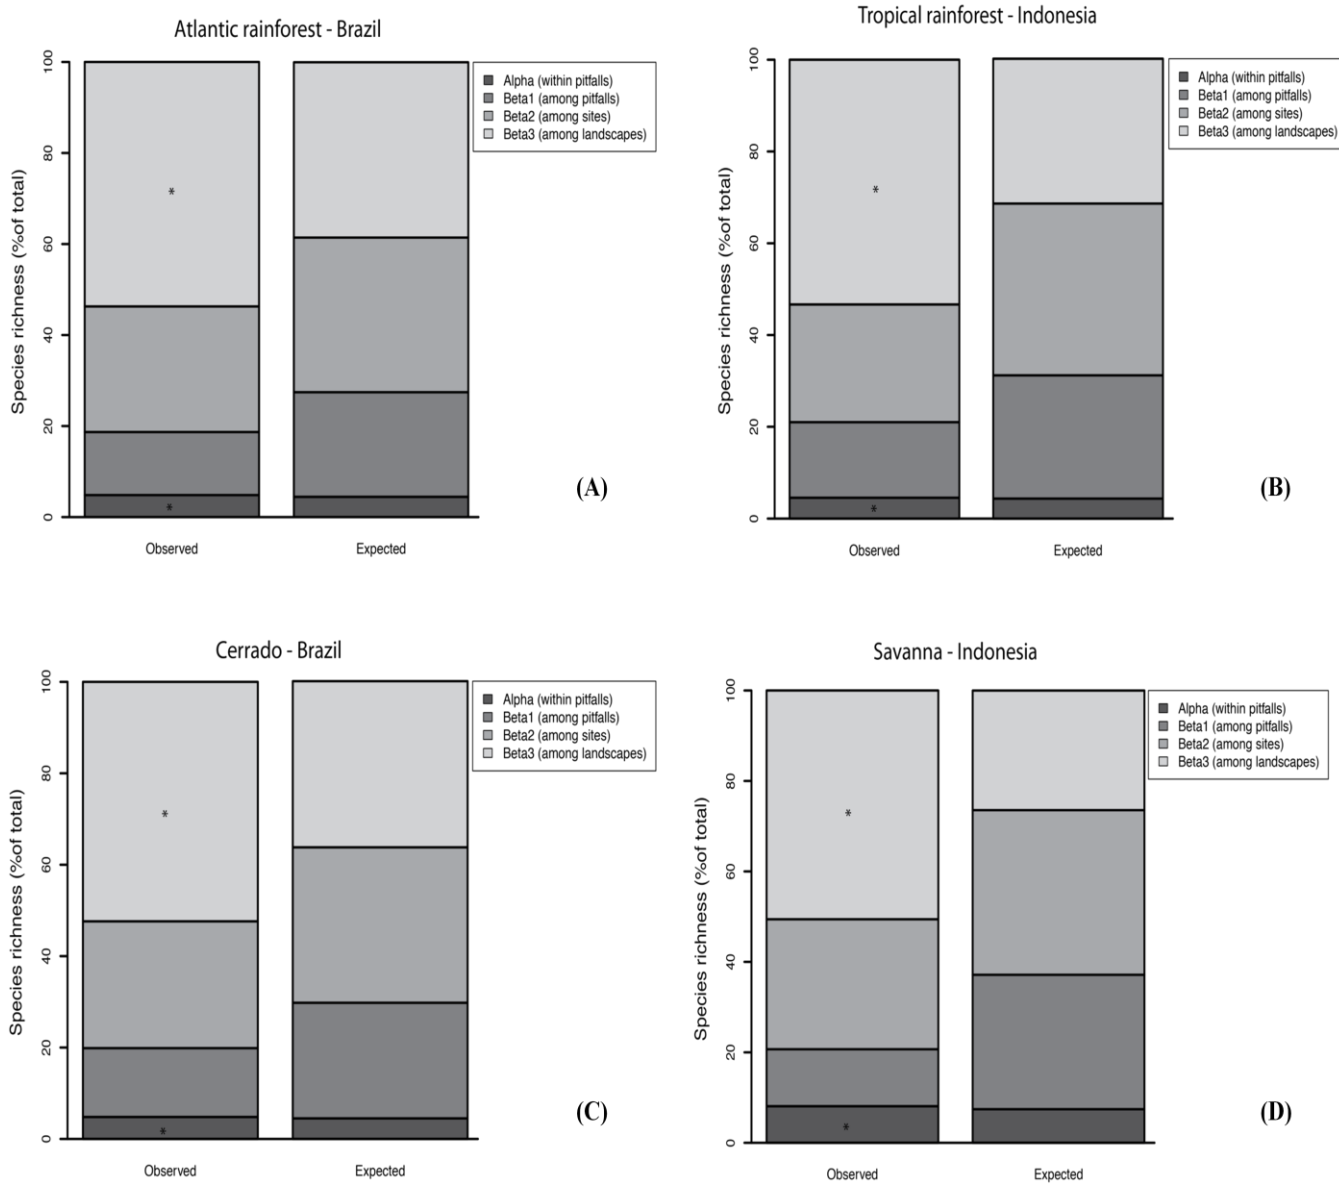 Atlantic rainforest - Brazil
Species richness (%of total)
100
80
60
40
20
0
*
*
Observed
Expected
Alpha (within pitfalls)
Beta1 (among pitfalls)
Beta2 (among sites)
Beta3 (among landscapes)
(A)
Tropical rainforest - Indonesia
Species richness (%of total)
100
80
60
40
20
0
*
*
Observed
Expected
Alpha (within pitfalls)
Beta1 (among pitfalls)
Beta2 (among sites)
Beta3 (among landscapes)
(B)
Cerrado - Brazil
Species richness (%of total)
100
80
60
40
20
0
*
*
Observed
Expected
Alpha (within pitfalls)
Beta1 (among pitfalls)
Beta2 (among sites)
Beta3 (among landscapes)
(C)
Savanna - Indonesia
Species richness (%of total)
100
80
60
40
20
0
*
*
Observed
Expected
Alpha (within pitfalls)
Beta1 (among pitfalls)
Beta2 (among sites)
Beta3 (among landscapes)
(D)